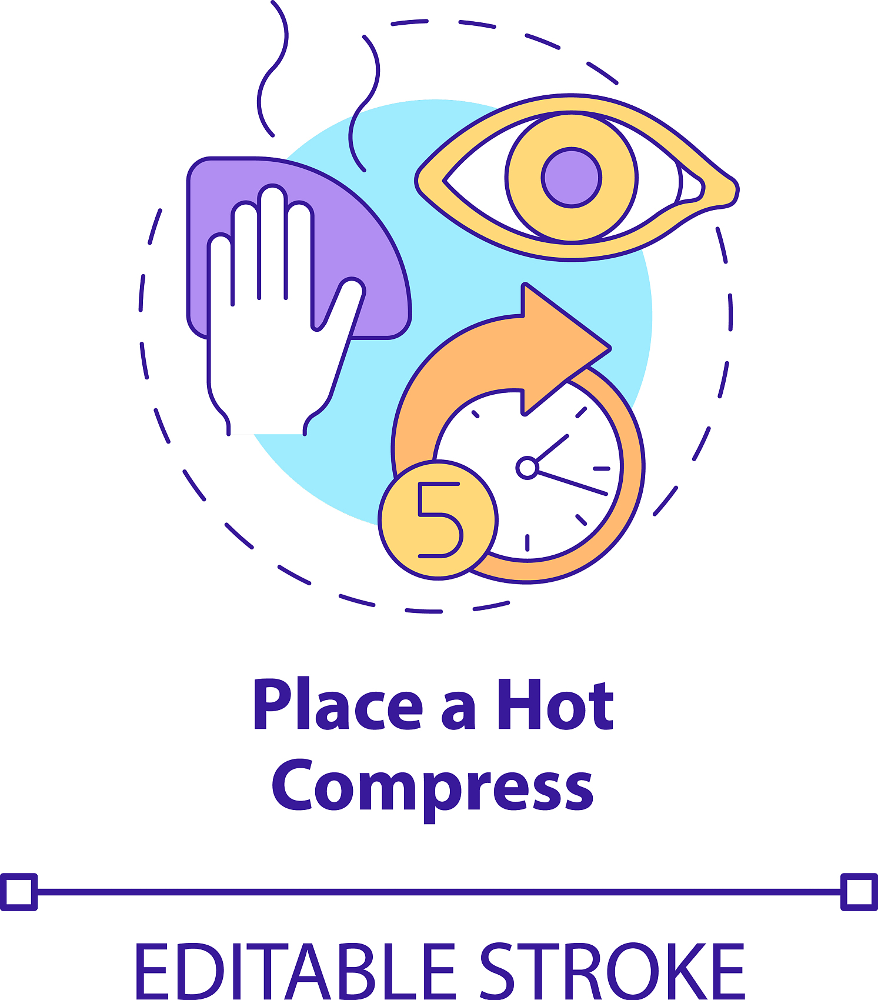 5
Place a Hot
Compress
EDITABLE STROKE